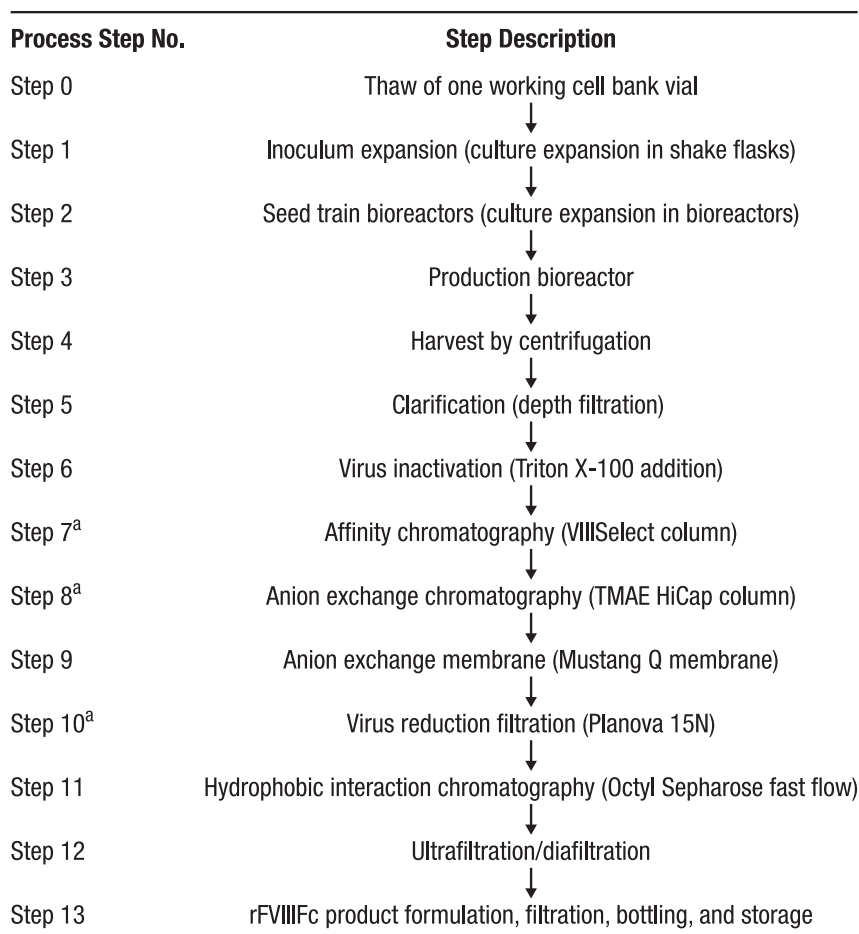 Process Step No. Step Description
Step 0 Thaw of one working cell bank vial
Step 1 Inoculum expansion (culture expansion in shake flasks)
Step 2 Seed train bioreactors (culture expansion in bioreactors)
Step 3 Production bioreactor
Step 4 Harvest by centrifugation
Step 5 Clarification (depth filtration)
Step 6 Virus inactivation (Triton X-100 addition)
Step 7ᵃ Affinity chromatography (VIIISelect column)
Step 8ᵃ Anion exchange chromatography (TMAE HiCap column)
Step 9 Anion exchange membrane (Mustang Q membrane)
Step 10ᵃ Virus reduction filtration (Planova 15N)
Step 11 Hydrophobic interaction chromatography (Octyl Sepharose fast flow)
Step 12 Ultrafiltration/diafiltration
Step 13 rFVIIIFc product formulation, filtration, bottling, and storage